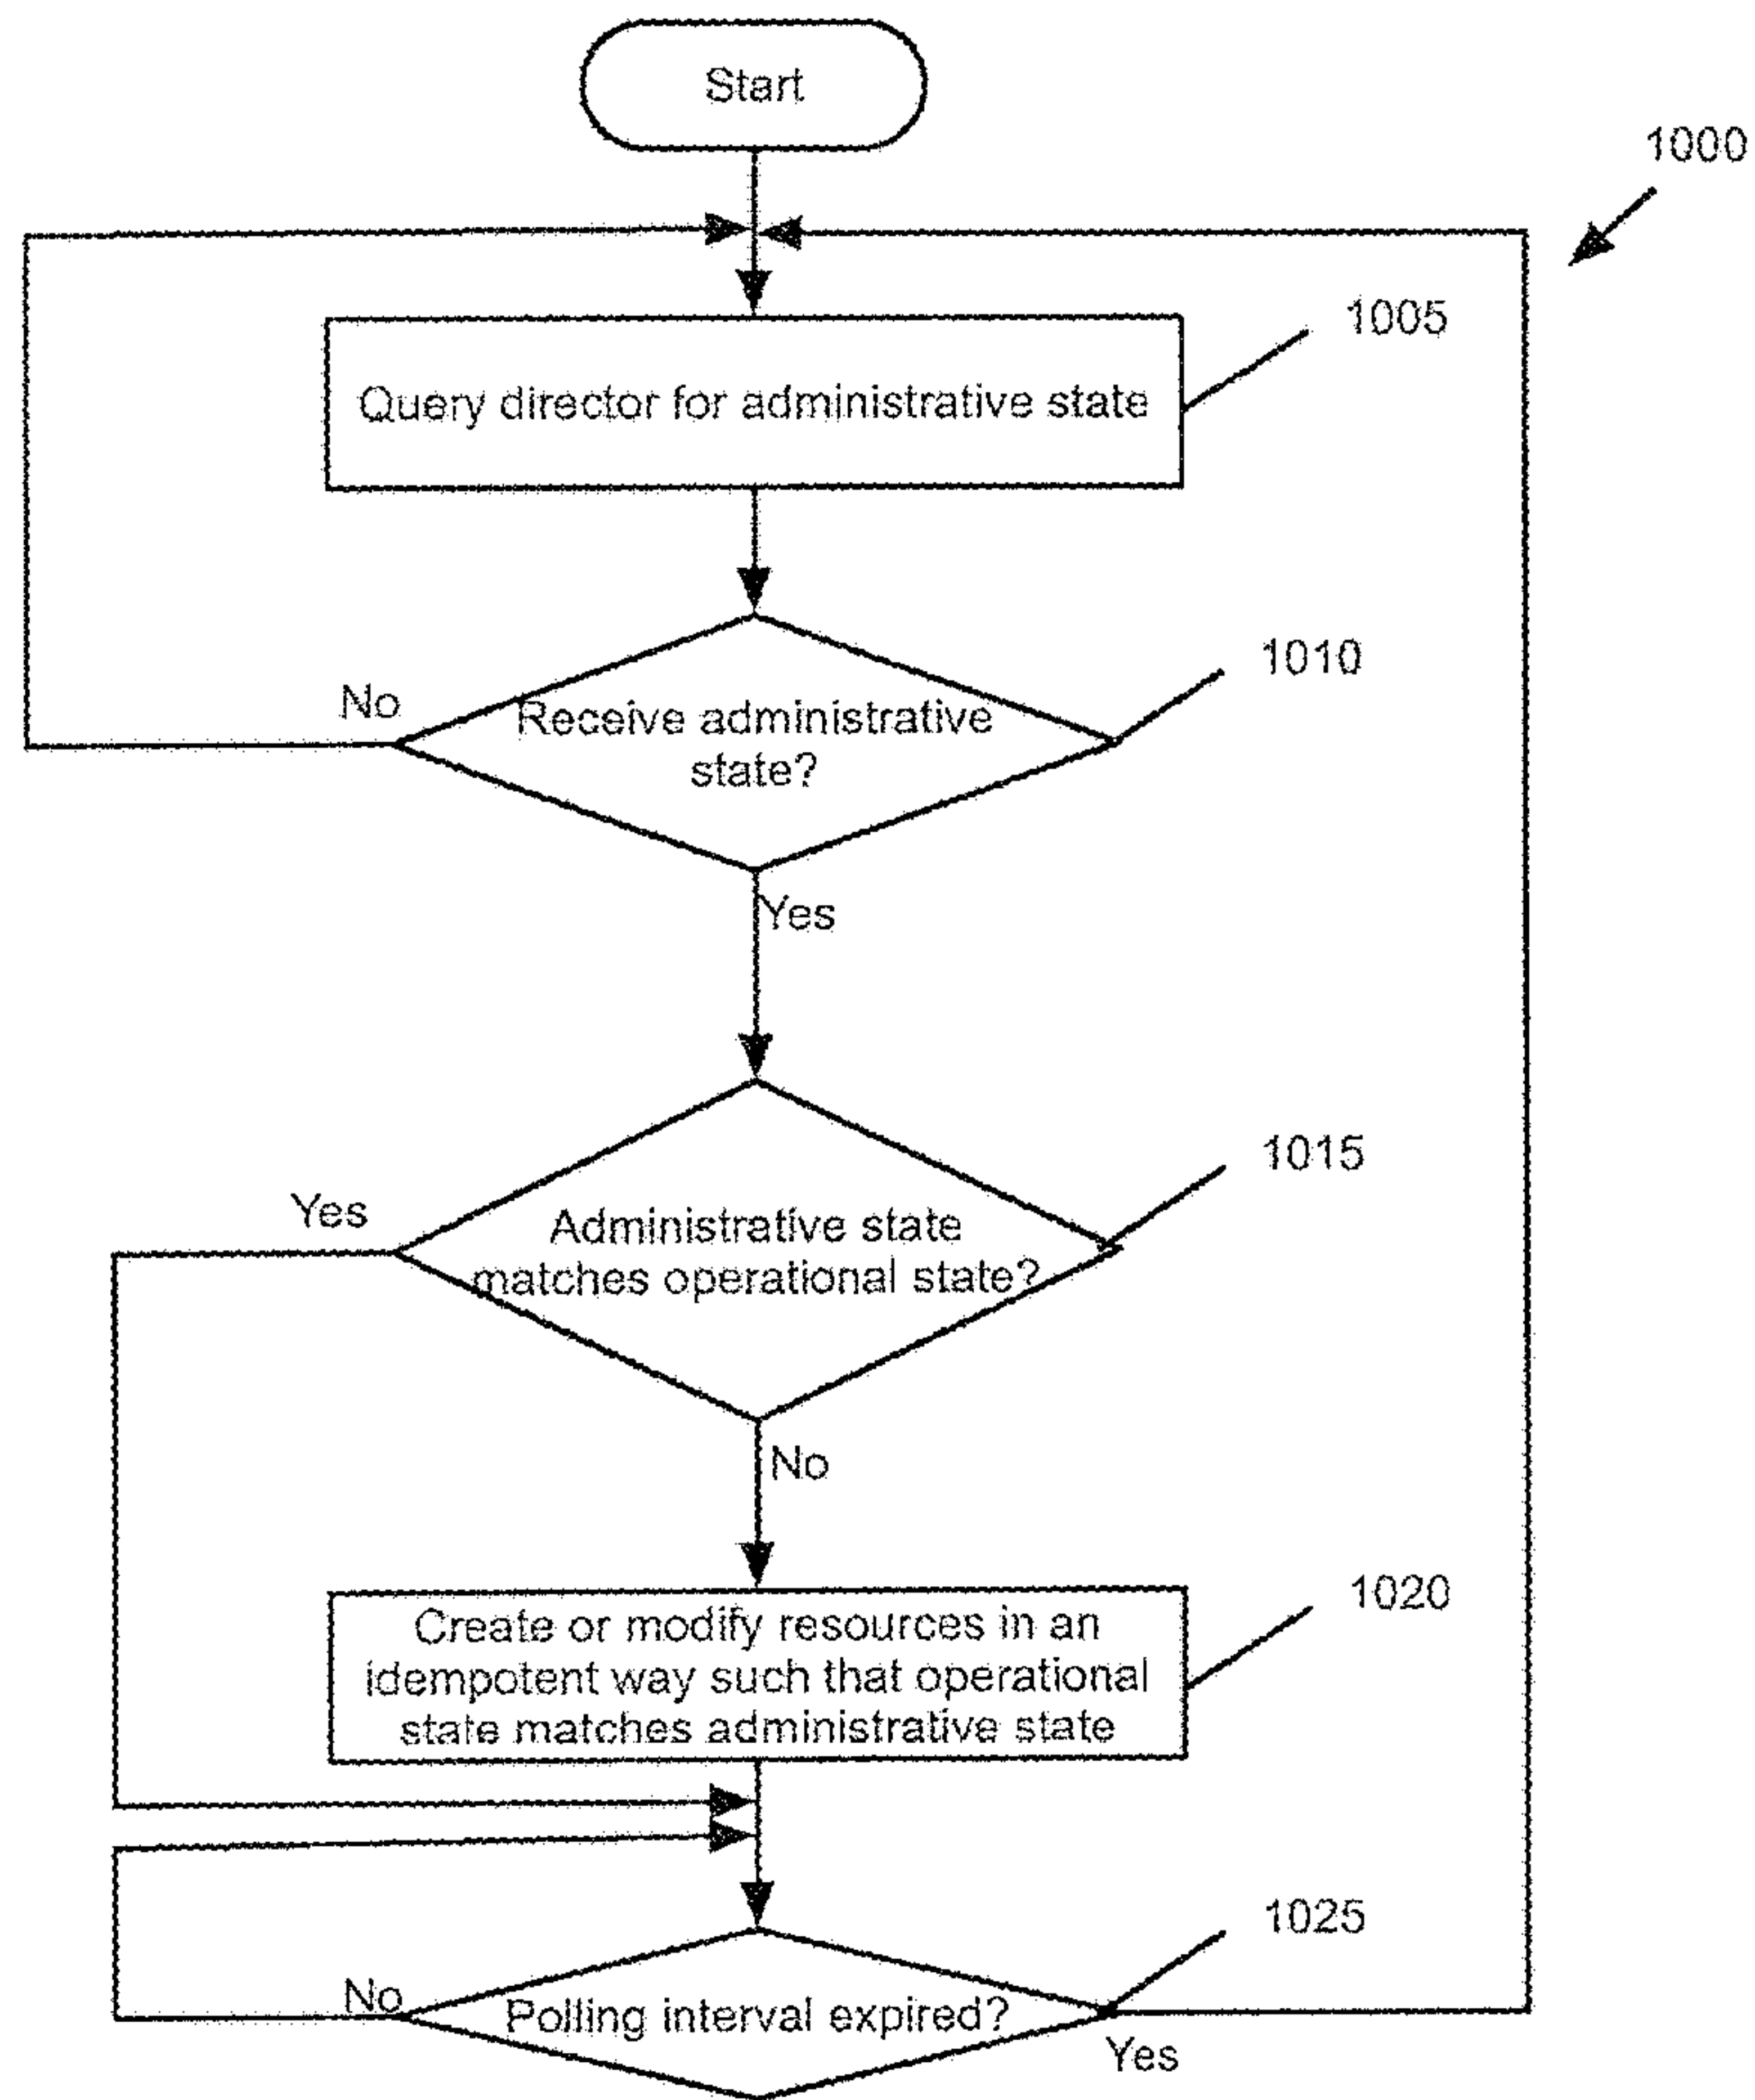 Start
1000
1005
Query director for administrative state
1010
No
Receive administrative
state?
Yes
1015
Yes
Administrative state
matches operational state?
No
1020
Create or modify resources in an
idempotent way such that operational
state matches administrative state
1025
No
Polling interval expired?
Yes